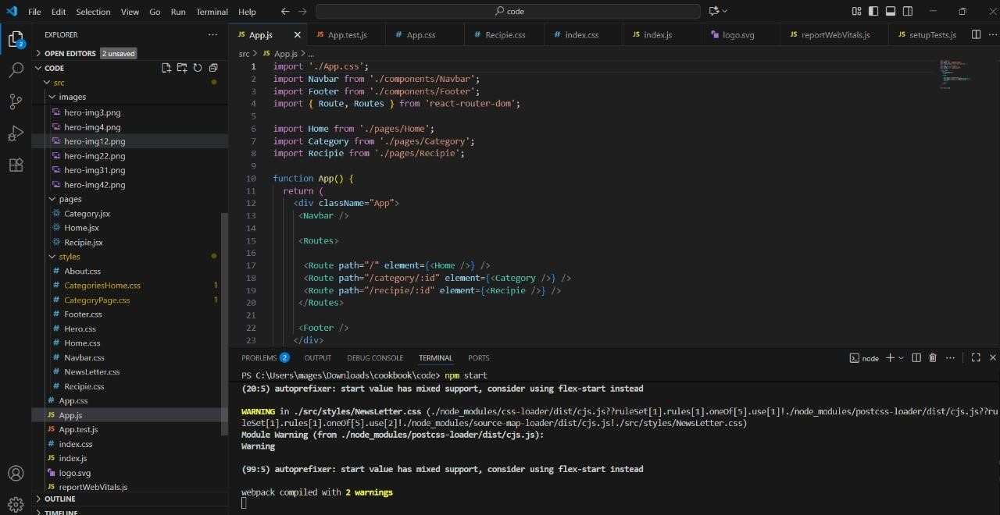 File Edit Selection View Go Run Terminal Help
code
EXPLORER
OPEN EDITORS 2 unsaved
CODE
src
images
hero-img3.png
hero-img4.png
hero-img12.png
hero-img22.png
hero-img31.png
hero-img42.png
pages
Category.jsx
Home.jsx
Recipie.jsx
styles
About.css
CategoriesHome.css 1
CategoryPage.css 1
Footer.css
Hero.css
Home.css
Navbar.css
NewsLetter.css
Recipie.css
App.css
App.js
App.test.js
index.css
index.js
logo.svg
reportWebVitals.js
OUTLINE
TIMELINE
2
JS App.js JS App.test.js # App.css # Recipie.css # index.css JS index.js logo.svg JS reportWebVitals.js JS setupTests.js
src > JS App.js > ...
1 import './App.css';
2 import Navbar from './components/Navbar';
3 import Footer from './components/Footer';
4 import { Route, Routes } from 'react-router-dom';
5
6 import Home from './pages/Home';
7 import Category from './pages/Category';
8 import Recipie from './pages/Recipie';
9
10 function App() {
11 return (
12 <div className="App">
13 <Navbar />
14
15 <Routes>
16
17 <Route path="/" element={<Home />} />
18 <Route path="/category/:id" element={<Category />} />
19 <Route path="/recipie/:id" element={<Recipie />} />
20 </Routes>
21
22 <Footer />
23 </div>
PROBLEMS 2 OUTPUT DEBUG CONSOLE TERMINAL PORTS node
PS C:\Users\mages\Downloads\cookbook\code> npm start
(20:5) autoprefixer: start value has mixed support, consider using flex-start instead
WARNING in ./src/styles/NewsLetter.css (./node_modules/css-loader/dist/cjs.js??ruleSet[1].rules[1].oneOf[5].use[1]!./node_modules/postcss-loader/dist/cjs.js??ru
leSet[1].rules[1].oneOf[5].use[2]!./node_modules/source-map-loader/dist/cjs.js!./src/styles/NewsLetter.css)
Module Warning (from ./node_modules/postcss-loader/dist/cjs.js):
Warning
(99:5) autoprefixer: start value has mixed support, consider using flex-start instead
webpack compiled with 2 warnings